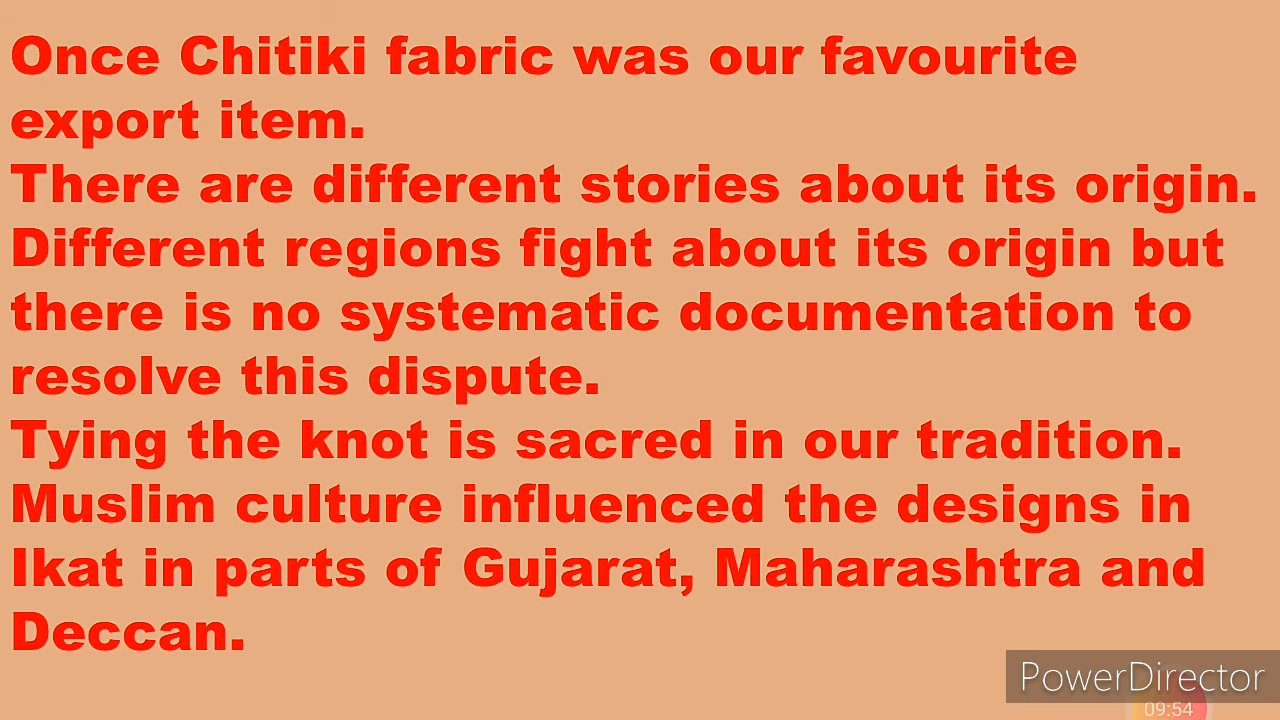 Once Chitiki fabric was our favourite
export item.
There are different stories about its origin.
Different regions fight about its origin but
there is no systematic documentation to
resolve this dispute.
Tying the knot is sacred in our tradition.
Muslim culture influenced the designs in
Ikat in parts of Gujarat, Maharashtra and
Deccan.
PowerDirector
09:54